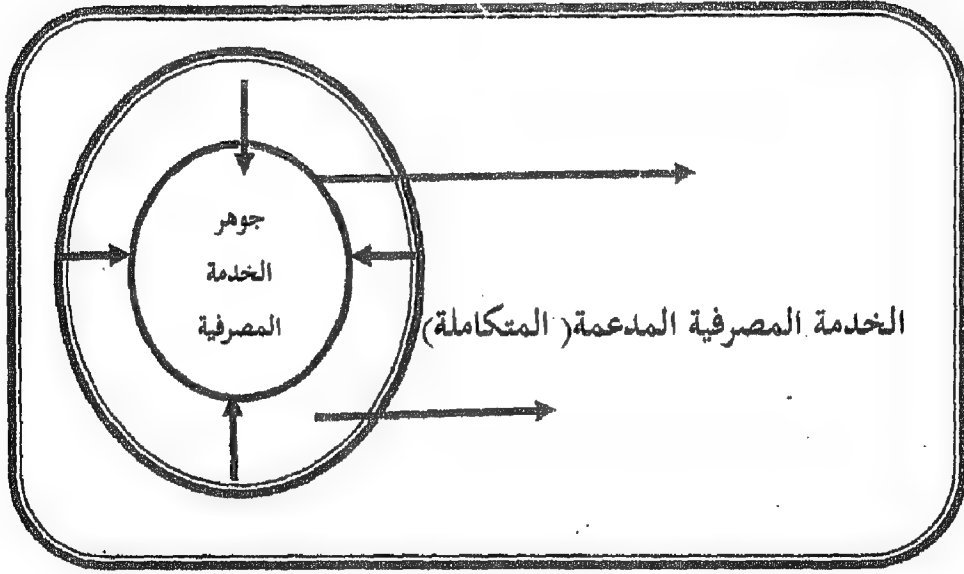 جوهر
الخدمة
المصرفية
الخدمة المصرفية المدعمة( المتكاملة)